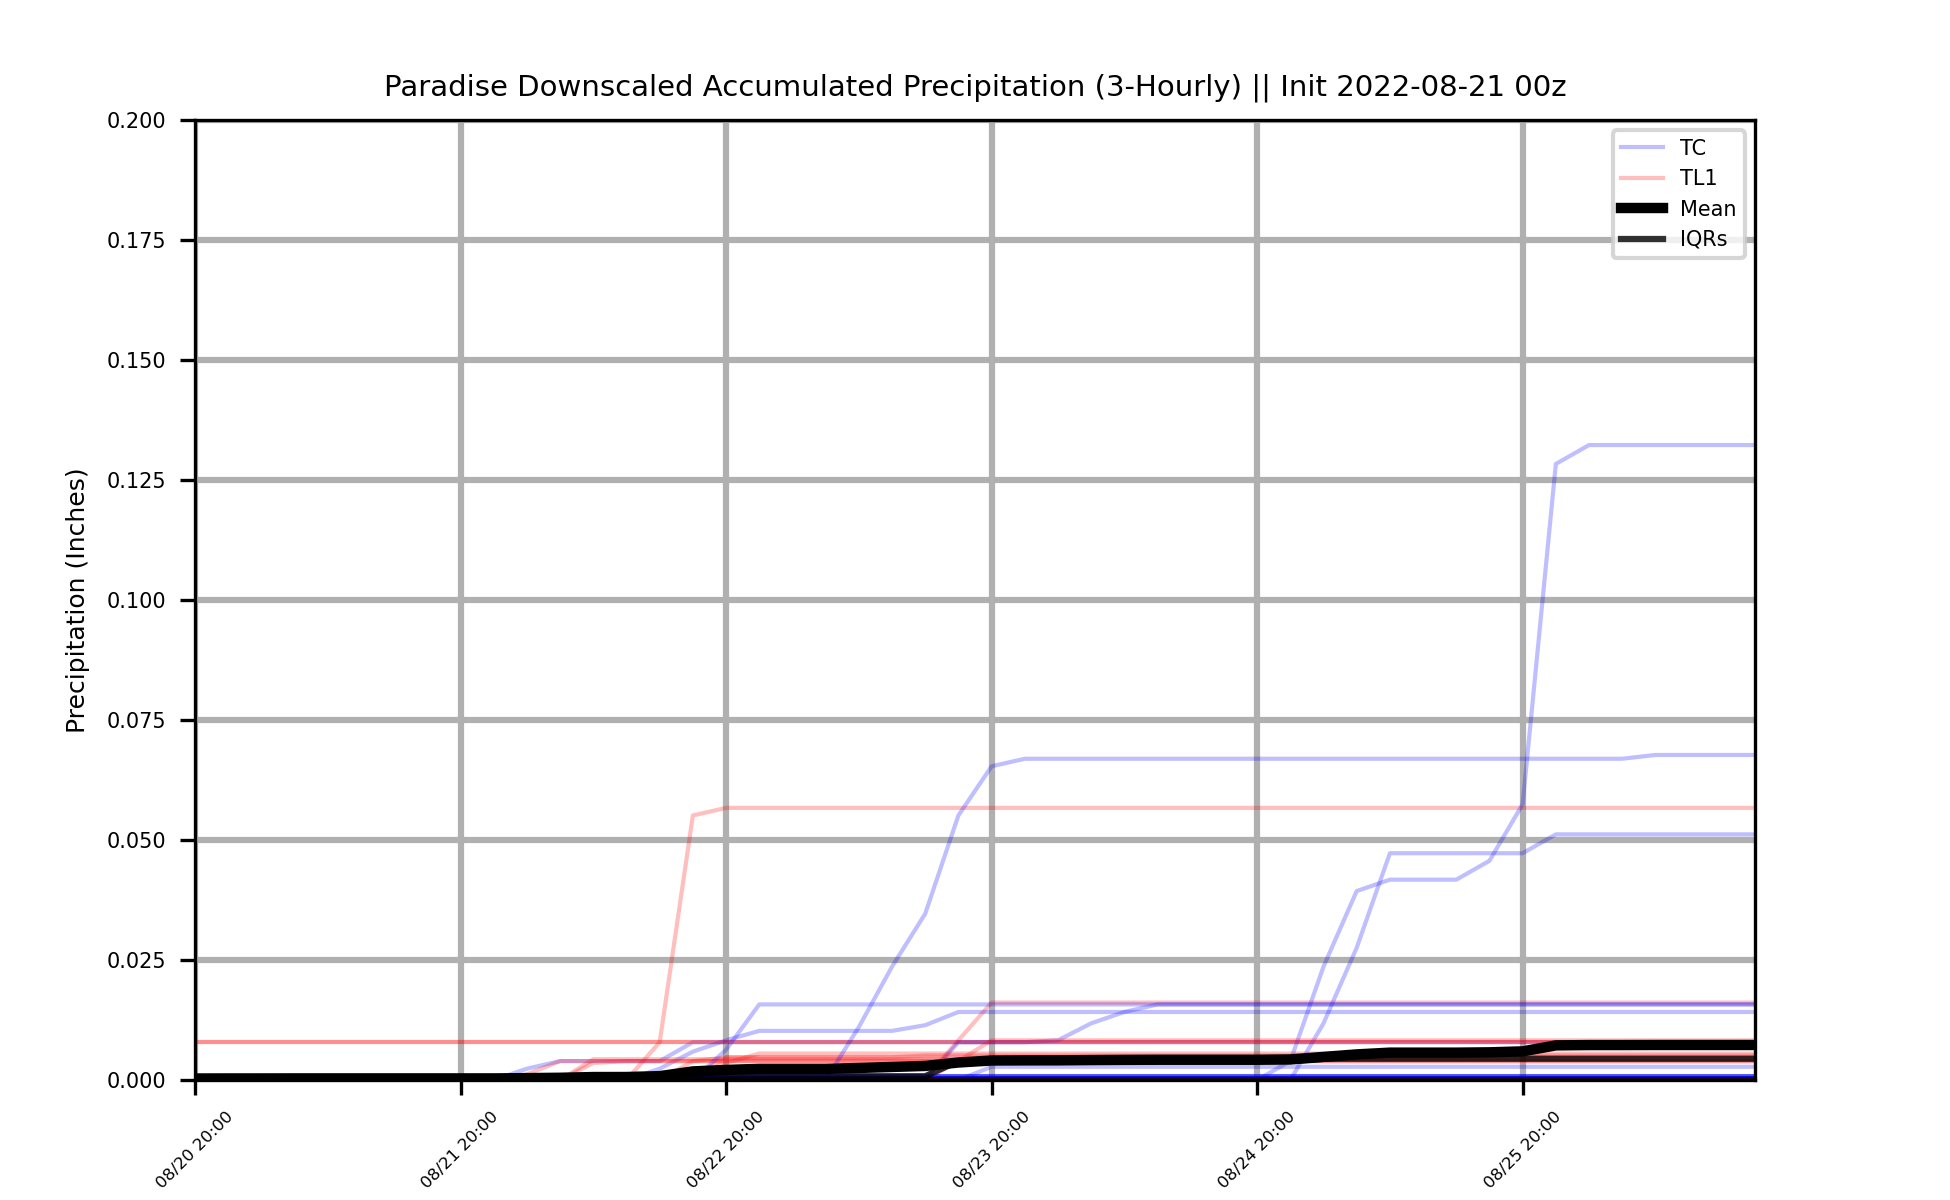 Paradise Downscaled Accumulated Precipitation (3-Hourly) || Init 2022-08-21 00z
Precipitation (Inches)
0.200
0.175
0.150
0.125
0.100
0.075
0.050
0.025
0.000
TC
TL1
Mean
IQRs
08/20 20:00
08/21 20:00
08/22 20:00
08/23 20:00
08/24 20:00
08/25 20:00